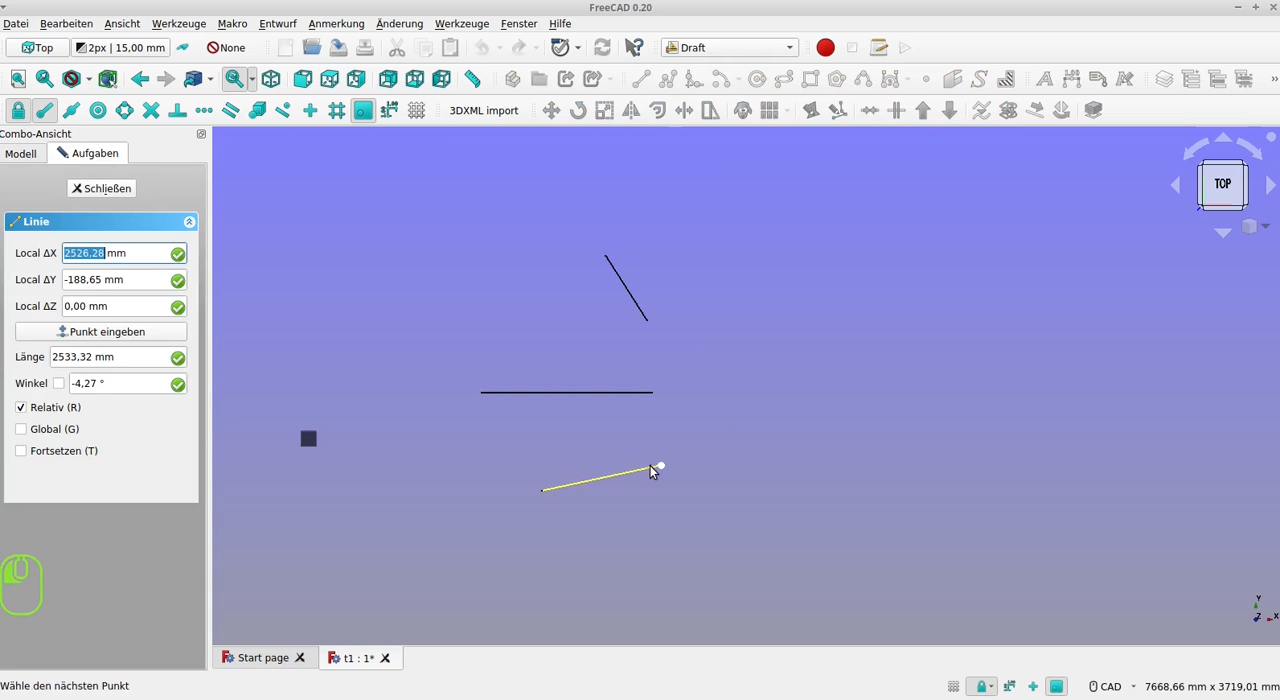 FreeCAD 0.20
Datei Bearbeiten Ansicht Werkzeuge Makro Entwurf Anmerkung Änderung Werkzeuge Fenster Hilfe
Top 2px | 15,00 mm None Draft
3DXML import
Combo-Ansicht
Modell Aufgaben
Schließen
Linie
Local ΔX 2526,28 mm
Local ΔY -188,65 mm
Local ΔZ 0,00 mm
Punkt eingeben
Länge 2533,32 mm
Winkel -4,27 °
Relativ (R)
Global (G)
Fortsetzen (T)
TOP
Y
Z X
Start page t1 : 1*
Wähle den nächsten Punkt CAD 7668,66 mm x 3719,01 mm